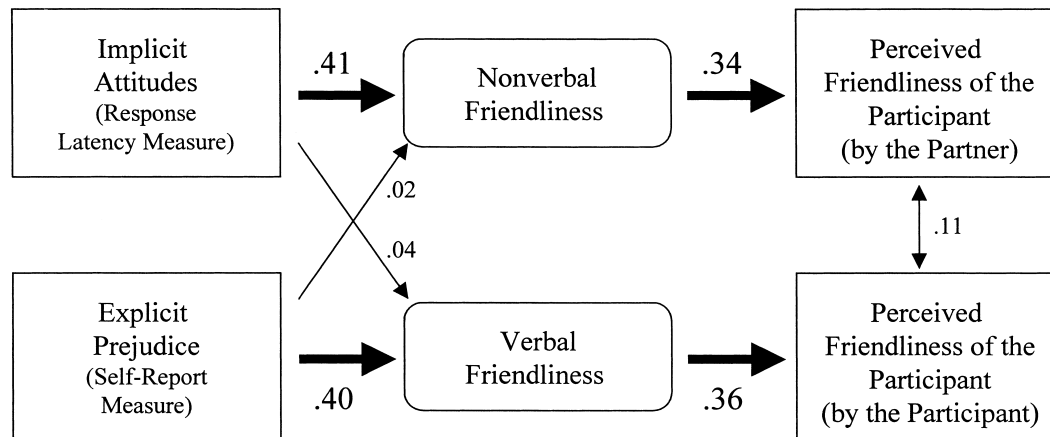 Implicit
Attitudes
(Response
Latency Measure)
.41
Nonverbal
Friendliness
.34
Perceived
Friendliness of the
Participant
(by the Partner)
.02
.04
.11
Explicit
Prejudice
(Self-Report
Measure)
.40
Verbal
Friendliness
.36
Perceived
Friendliness of the
Participant
(by the Participant)